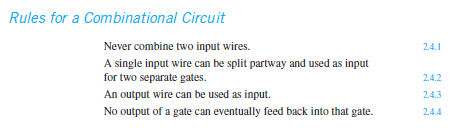 Rules for a Combinational Circuit
Never combine two input wires. 2.4.1
A single input wire can be split partway and used as input
for two separate gates. 2.4.2
An output wire can be used as input. 2.4.3
No output of a gate can eventually feed back into that gate. 2.4.4